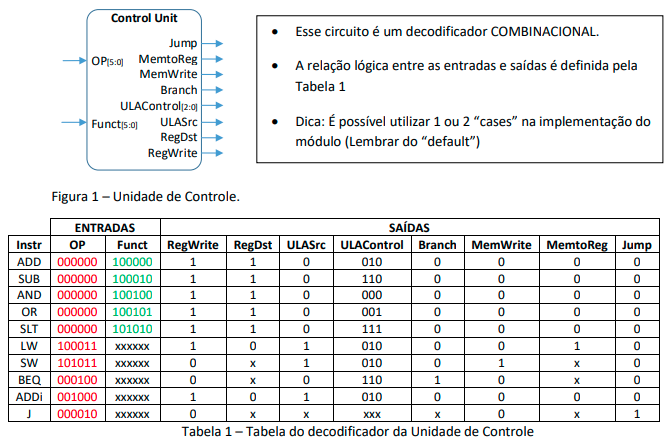 Control Unit
Jump
MemtoReg
OP[5:0]
MemWrite
Branch
ULAControl[2:0]
Funct[5:0]
ULASrc
RegDst
RegWrite
• Esse circuito é um decodificador COMBINACIONAL.
• A relação lógica entre as entradas e saídas é definida pela
Tabela 1
• Dica: É possível utilizar 1 ou 2 “cases” na implementação do
módulo (Lembrar do “default”)
Figura 1 – Unidade de Controle.
ENTRADAS SAÍDAS
Instr OP Funct RegWrite RegDst ULASrc ULAControl Branch MemWrite MemtoReg Jump
ADD 000000 100000 1 1 0 010 0 0 0 0
SUB 000000 100010 1 1 0 110 0 0 0 0
AND 000000 100100 1 1 0 000 0 0 0 0
OR 000000 100101 1 1 0 001 0 0 0 0
SLT 000000 101010 1 1 0 111 0 0 0 0
LW 100011 xxxxxx 1 0 1 010 0 0 1 0
SW 101011 xxxxxx 0 x 1 010 0 1 x 0
BEQ 000100 xxxxxx 0 x 0 110 1 0 x 0
ADDi 001000 xxxxxx 1 0 1 010 0 0 0 0
J 000010 xxxxxx 0 x x xxx x 0 x 1
Tabela 1 – Tabela do decodificador da Unidade de Controle